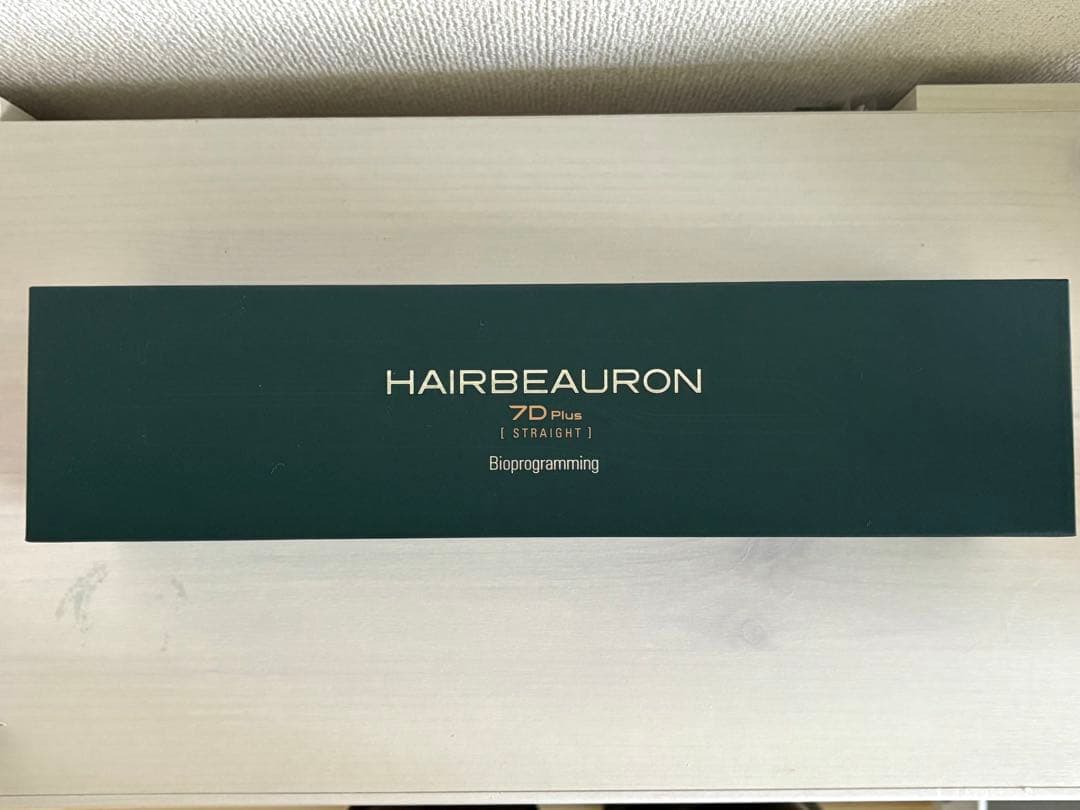 HAIRBEAURON
7D Plus
[ STRAIGHT ]
Bioprogramming